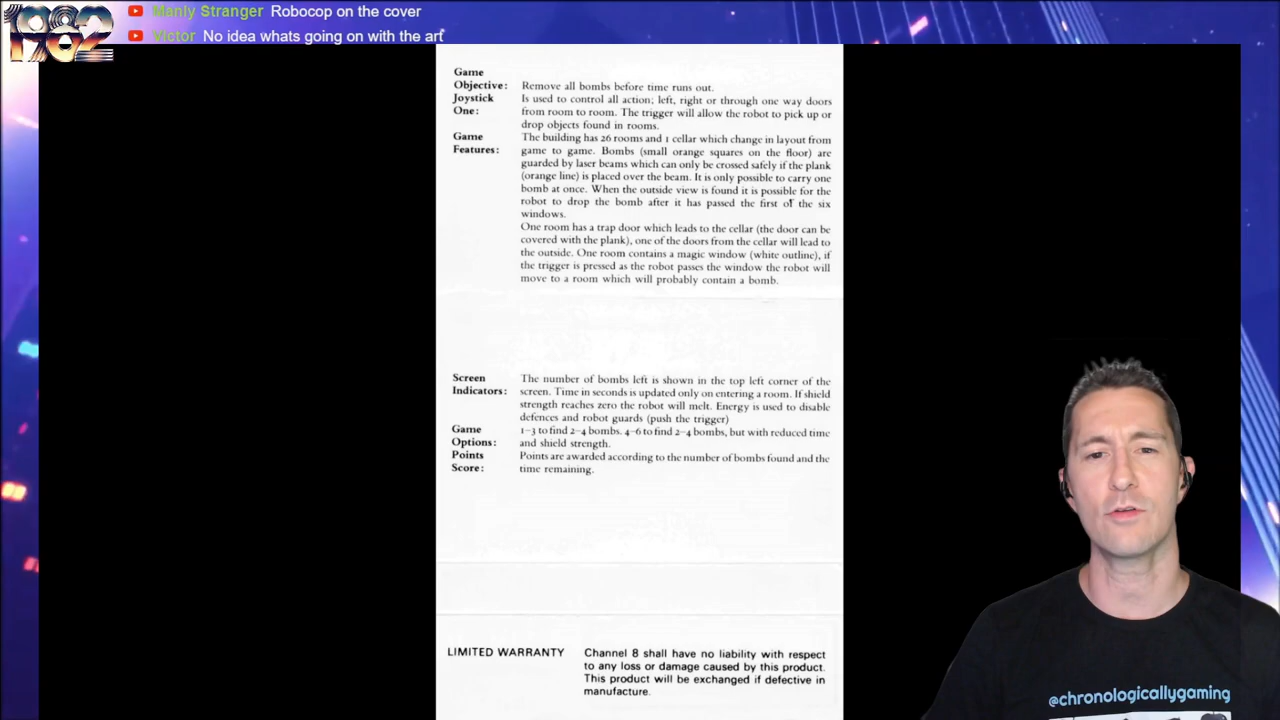 1982
Manly Stranger Robocop on the cover
Victor No idea whats going on with the art
Game
Objective: Remove all bombs before time runs out.
Joystick Is used to control all action; left, right or through one way doors
One: from room to room. The trigger will allow the robot to pick up or
drop objects found in rooms.
Game The building has 26 rooms and 1 cellar which change in layout from
Features: game to game. Bombs (small orange squares on the floor) are
guarded by laser beams which can only be crossed safely if the plank
(orange line) is placed over the beam. It is only possible to carry one
bomb at once. When the outside view is found it is possible for the
robot to drop the bomb after it has passed the first of the six
windows.
One room has a trap door which leads to the cellar (the door can be
covered with the plank), one of the doors from the cellar will lead to
the outside. One room contains a magic window (white outline), if
the trigger is pressed as the robot passes the window the robot will
move to a room which will probably contain a bomb.
Screen The number of bombs left is shown in the top left corner of the
Indicators: screen. Time in seconds is updated only on entering a room. If shield
strength reaches zero the robot will melt. Energy is used to disable
defences and robot guards (push the trigger)
Game 1-3 to find 2-4 bombs. 4-6 to find 2-4 bombs, but with reduced time
Options: and shield strength.
Points Points are awarded according to the number of bombs found and the
Score: time remaining.
LIMITED WARRANTY Channel 8 shall have no liability with respect
to any loss or damage caused by this product.
This product will be exchanged if defective in
manufacture.
@chronologicallygaming